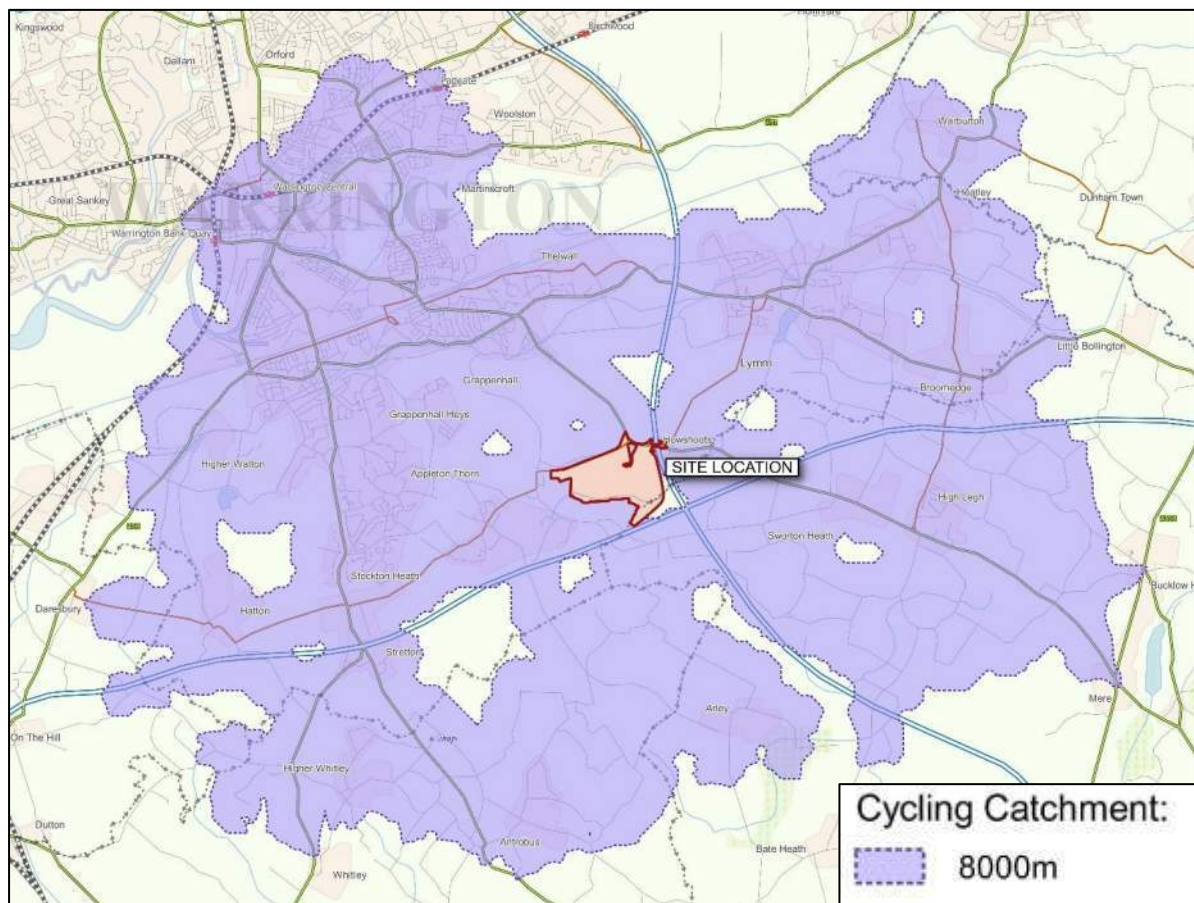 Kingswood
Birchwood
Orford
Dallam
Padgate
Woolston
Warburton
Warrington Central
Martinscroft
Great Sankey
WARRINGTON
Heatley
Dunham Town
Warrington Bank Quay
Thelwall
Little Bollington
Lymm
Grappenhall
Broomedge
Grappenhall Heys
Higher Walton
Appleton Thorn
SITE LOCATION
High Legh
Swurton Heath
Stockton Heath
Bucklow H
Daresbury
Hatton
Stretton
Mere
Arley
On The Hill
Higher Whitley
Cycling Catchment:
8000m
Dutton
Antrobus
Bate Heath
Whitley